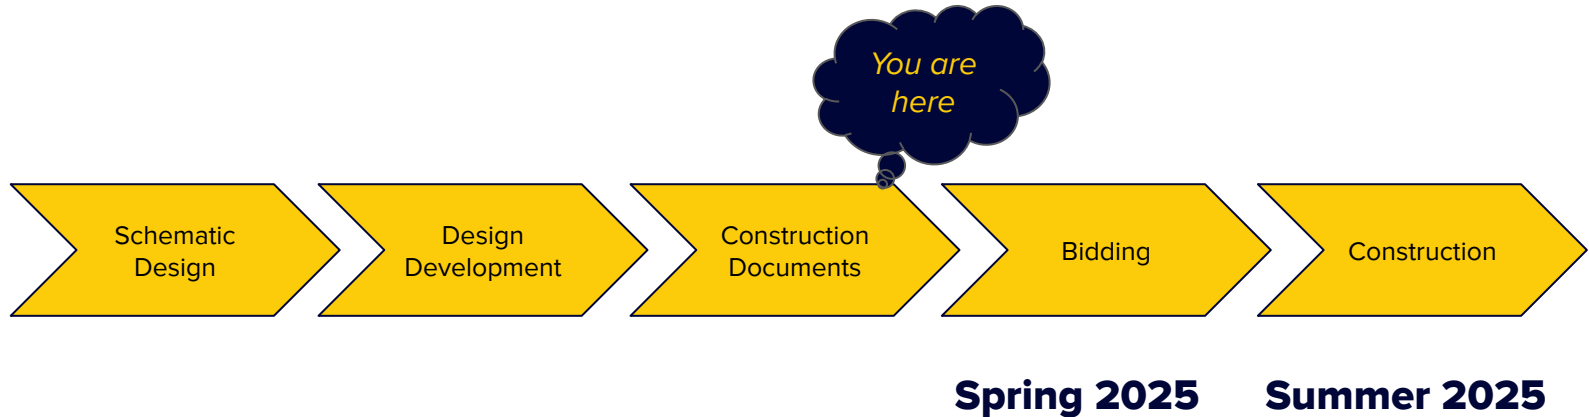 You are
here
Schematic
Design
Design
Development
Construction
Documents
Bidding
Construction
Spring 2025
Summer 2025